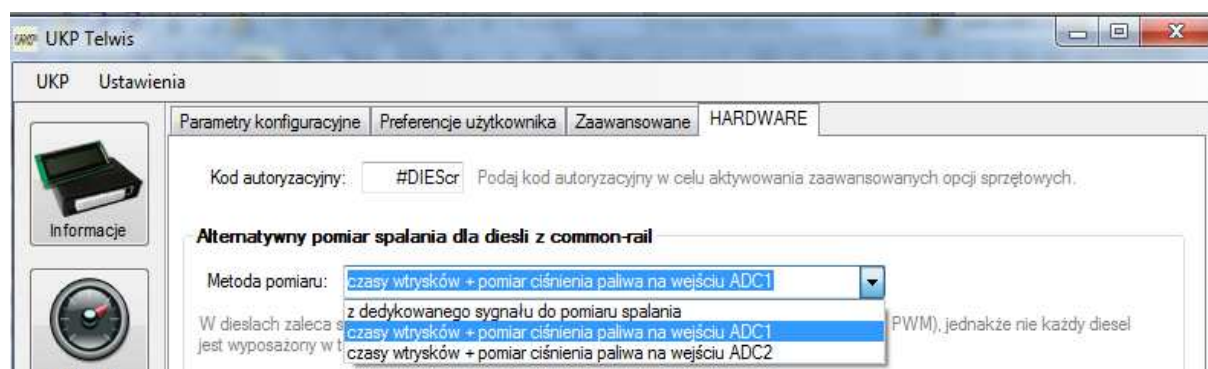 UKP Telwis
UKP Ustawienia
Parametry konfiguracyjne Preferencje użytkownika Zaawansowane HARDWARE
Kod autoryzacyjny: #DIEScr Podaj kod autoryzacyjny w celu aktywowania zaawansowanych opcji sprzętowych.
Informacje
Alternatywny pomiar spalania dla diesli z common-rail
Metoda pomiaru: czasy wtrysków + pomiar ciśnienia paliwa na wejściu ADC1
z dedykowanego sygnału do pomiaru spalania
W dieslach zaleca s PWM), jednakże nie każdy diesel
czasy wtrysków + pomiar ciśnienia paliwa na wejściu ADC1
jest wyposażony w t
czasy wtrysków + pomiar ciśnienia paliwa na wejściu ADC2